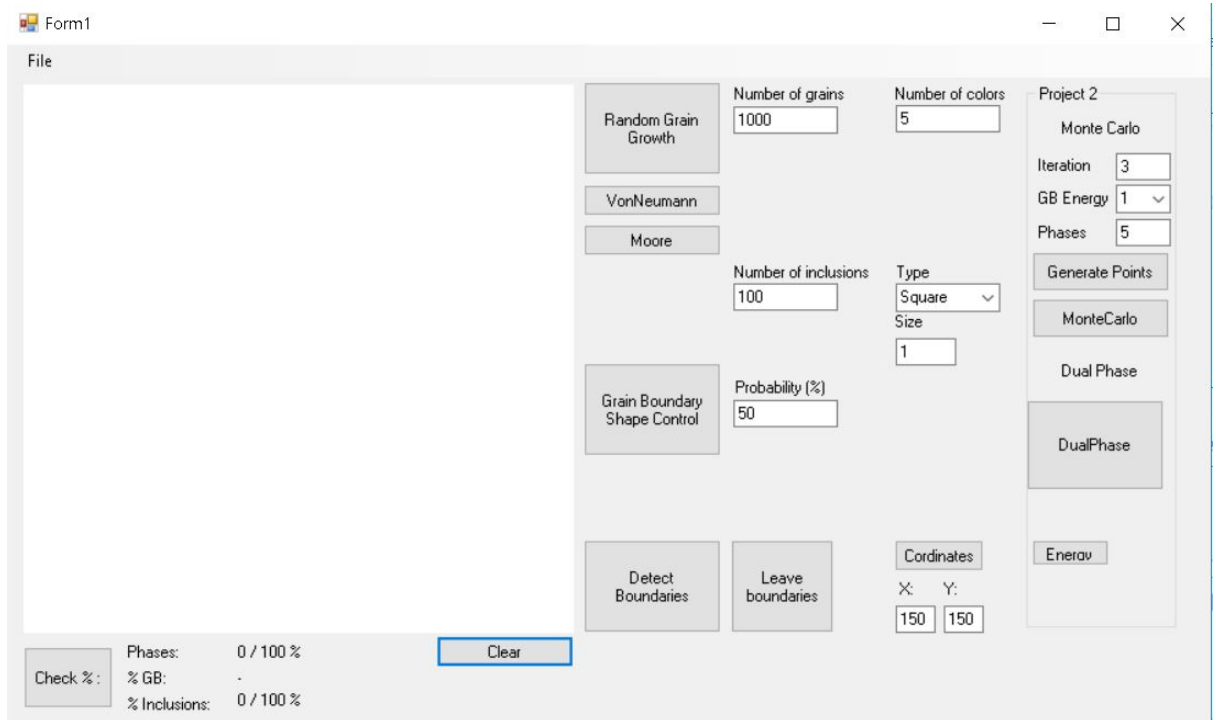 Form1
File
Random Grain
Growth
Number of grains
1000
Number of colors
5
VonNeumann
Moore
Number of inclusions
100
Type
Square
Size
1
Grain Boundary
Shape Control
Probability (%)
50
Detect
Boundaries
Leave
boundaries
Cordinates
X: Y:
150 150
Project 2
Monte Carlo
Iteration 3
GB Energy 1
Phases 5
Generate Points
MonteCarlo
Dual Phase
DualPhase
Energy
Check % :
Phases: 0 / 100 %
% GB: -
% Inclusions: 0 / 100 %
Clear